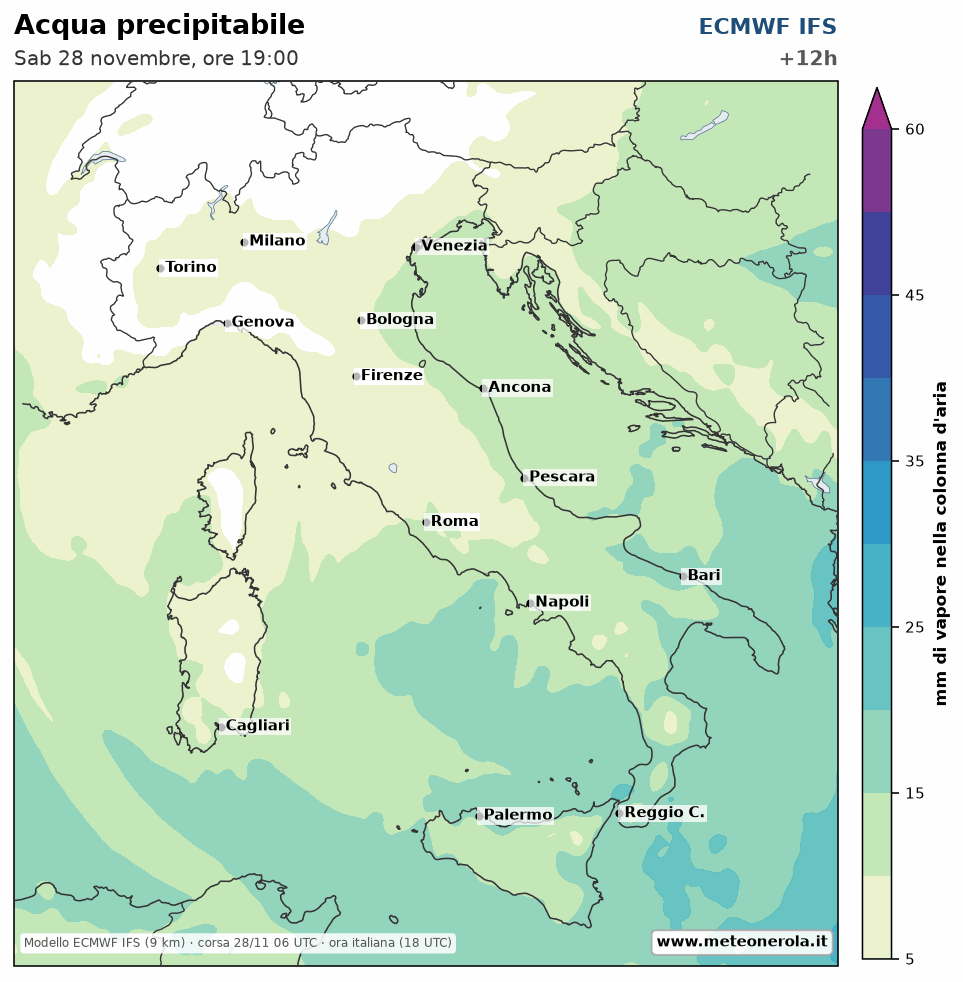 Acqua precipitabile
ECMWF IFS
Sab 28 novembre, ore 19:00
+12h
Milano
Venezia
Torino
Genova
Bologna
Firenze
Ancona
Pescara
Roma
Bari
Napoli
Cagliari
Palermo
Reggio C.
60
45
35
25
15
5
mm di vapore nella colonna d'aria
Modello ECMWF IFS (9 km) · corsa 28/11 06 UTC · ora italiana (18 UTC)
www.meteonerola.it